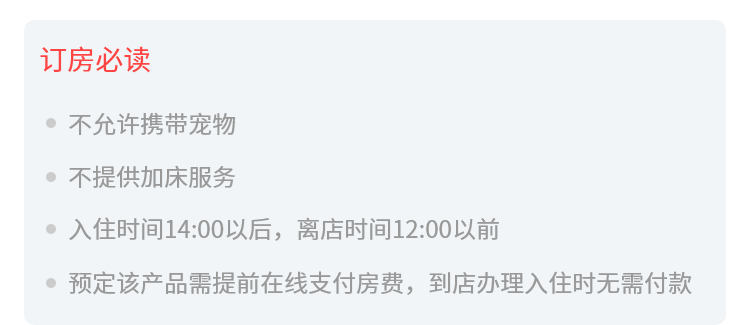 订房必读
不允许携带宠物
不提供加床服务
入住时间14:00以后，离店时间12:00以前
预定该产品需提前在线支付房费，到店办理入住时无需付款